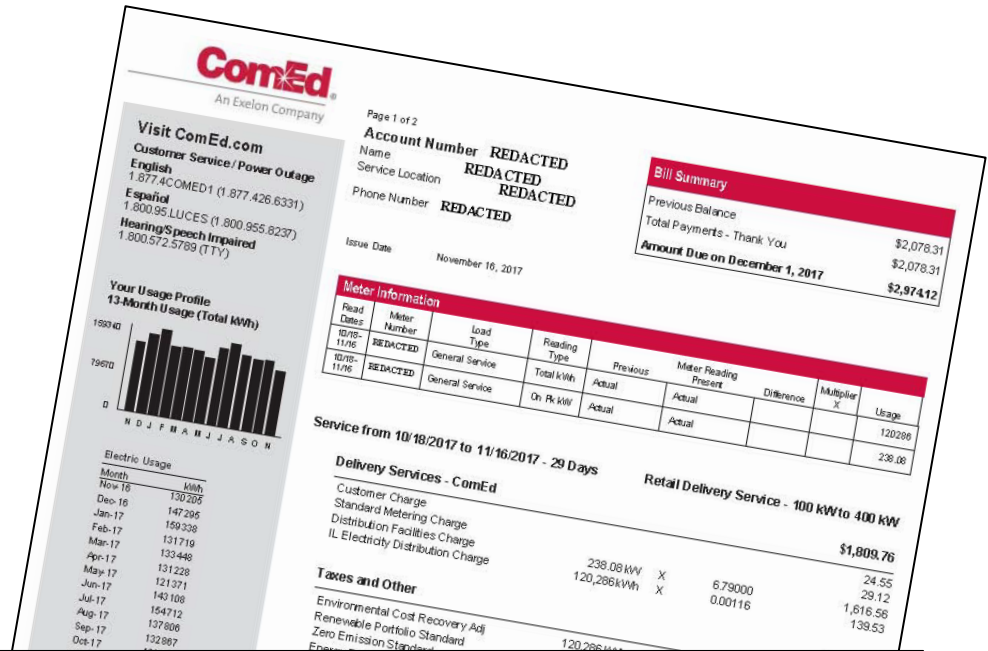 ComEd®
An Exelon Company
Visit ComEd.com
Customer Service / Power Outage
English
1.877.4COMED1 (1.877.426.6331)
Español
1.800.95.LUCES (1.800.955.8237)
Hearing/Speech Impaired
1.800.572.5789 (TTY)
Your Usage Profile
13-Month Usage (Total kWh)
159340
79670
0
N D J F M A M J J A S O N
Electric Usage
Month kWh
Nov-16 130205
Dec-16 147295
Jan-17 159338
Feb-17 131719
Mar-17 133448
Apr-17 131228
May-17 121371
Jun-17 143108
Jul-17 154712
Aug-17 137806
Sep-17 132867
Oct-17
Page 1 of 2
Account Number REDACTED
Name REDACTED
Service Location REDACTED
Phone Number REDACTED
Issue Date November 16, 2017
Bill Summary
Previous Balance $2,078.31
Total Payments - Thank You $2,078.31
Amount Due on December 1, 2017 $2,974.12
Meter Information
Read Dates Meter Number Load Type Reading Type Previous Meter Reading Present Difference Multiplier X Usage
10/18-11/16 REDACTED General Service Total kWh Actual Actual 120286
10/18-11/16 REDACTED General Service On Pk kW Actual Actual 238.08
Service from 10/18/2017 to 11/16/2017 - 29 Days
Retail Delivery Service - 100 kW to 400 kW
Delivery Services - ComEd $1,809.76
Customer Charge 24.55
Standard Metering Charge 29.12
Distribution Facilities Charge 238.08 kW X 6.79000 1,616.56
IL Electricity Distribution Charge 120,286 kWh X 0.00116 139.53
Taxes and Other
Environmental Cost Recovery Adj 120,286
Renewable Portfolio Standard
Zero Emission Standard